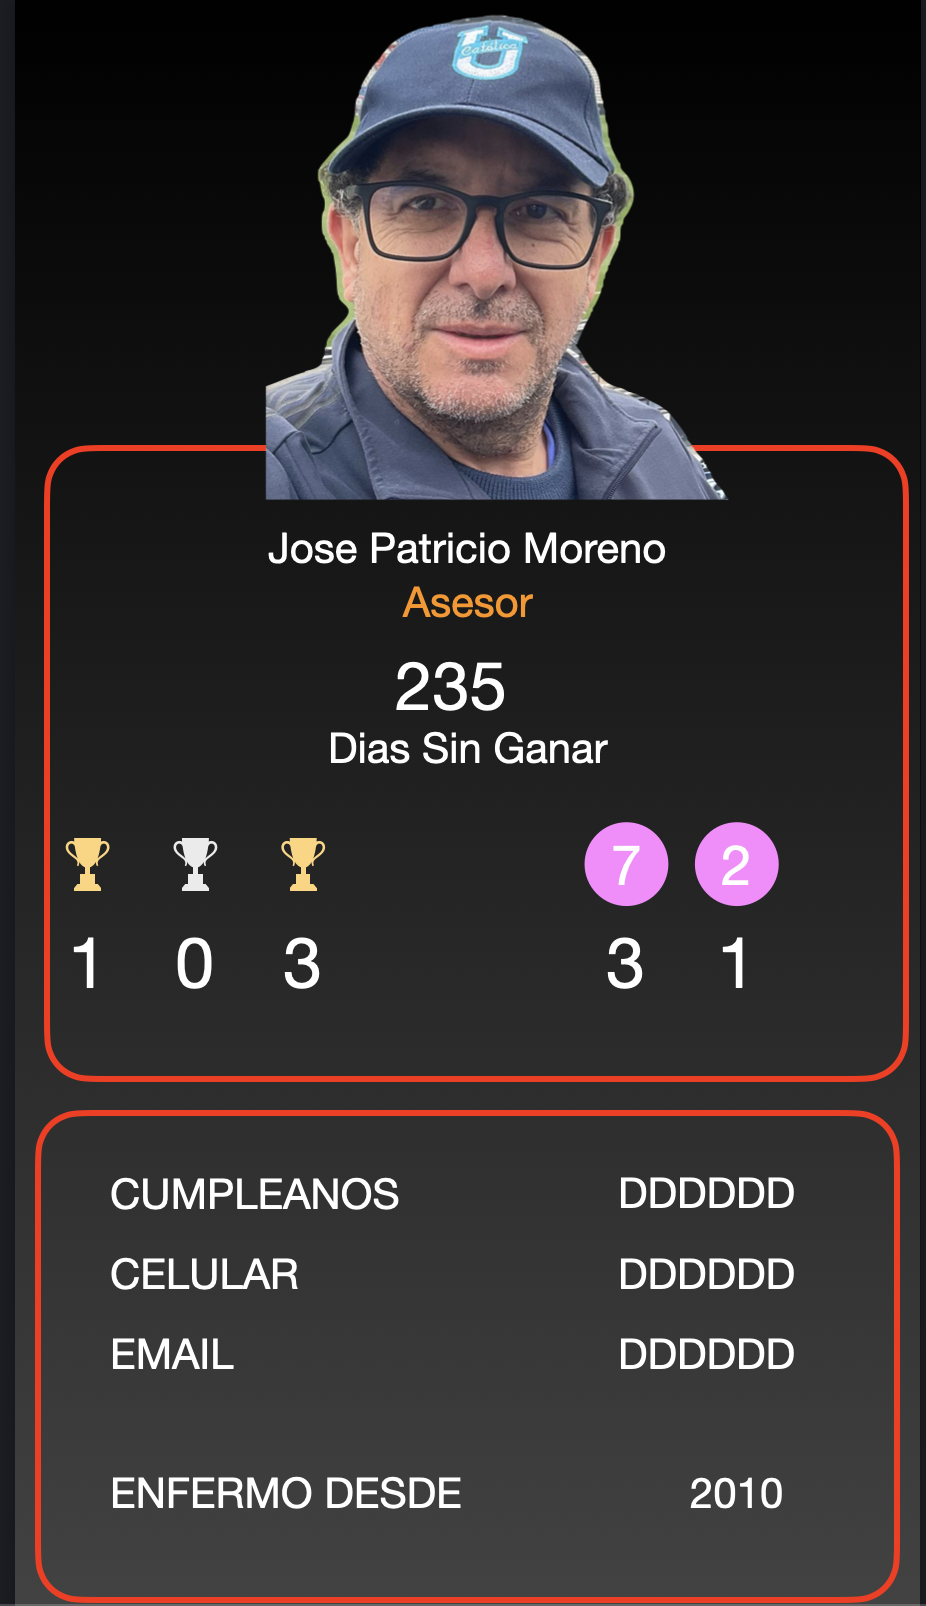 U
Católica
Jose Patricio Moreno
Asesor
235
Dias Sin Ganar
7 2
1 0 3 3 1
CUMPLEANOS DDDDDD
CELULAR DDDDDD
EMAIL DDDDDD
ENFERMO DESDE 2010